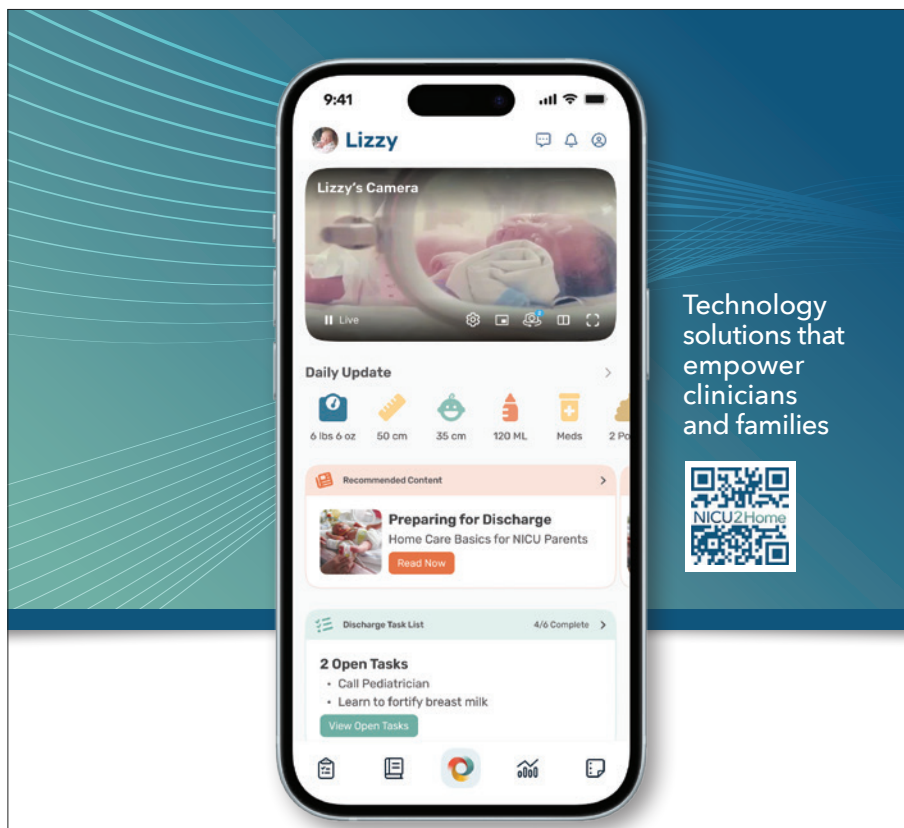 9:41
Lizzy
Lizzy's Camera
Live
Daily Update
6 lbs 6 oz 50 cm 35 cm 120 ML Meds 2 Po
Recommended Content
Preparing for Discharge
Home Care Basics for NICU Parents
Read Now
Discharge Task List 4/6 Complete
2 Open Tasks
• Call Pediatrician
• Learn to fortify breast milk
View Open Tasks
Technology
solutions that
empower
clinicians
and families
NICU2Home